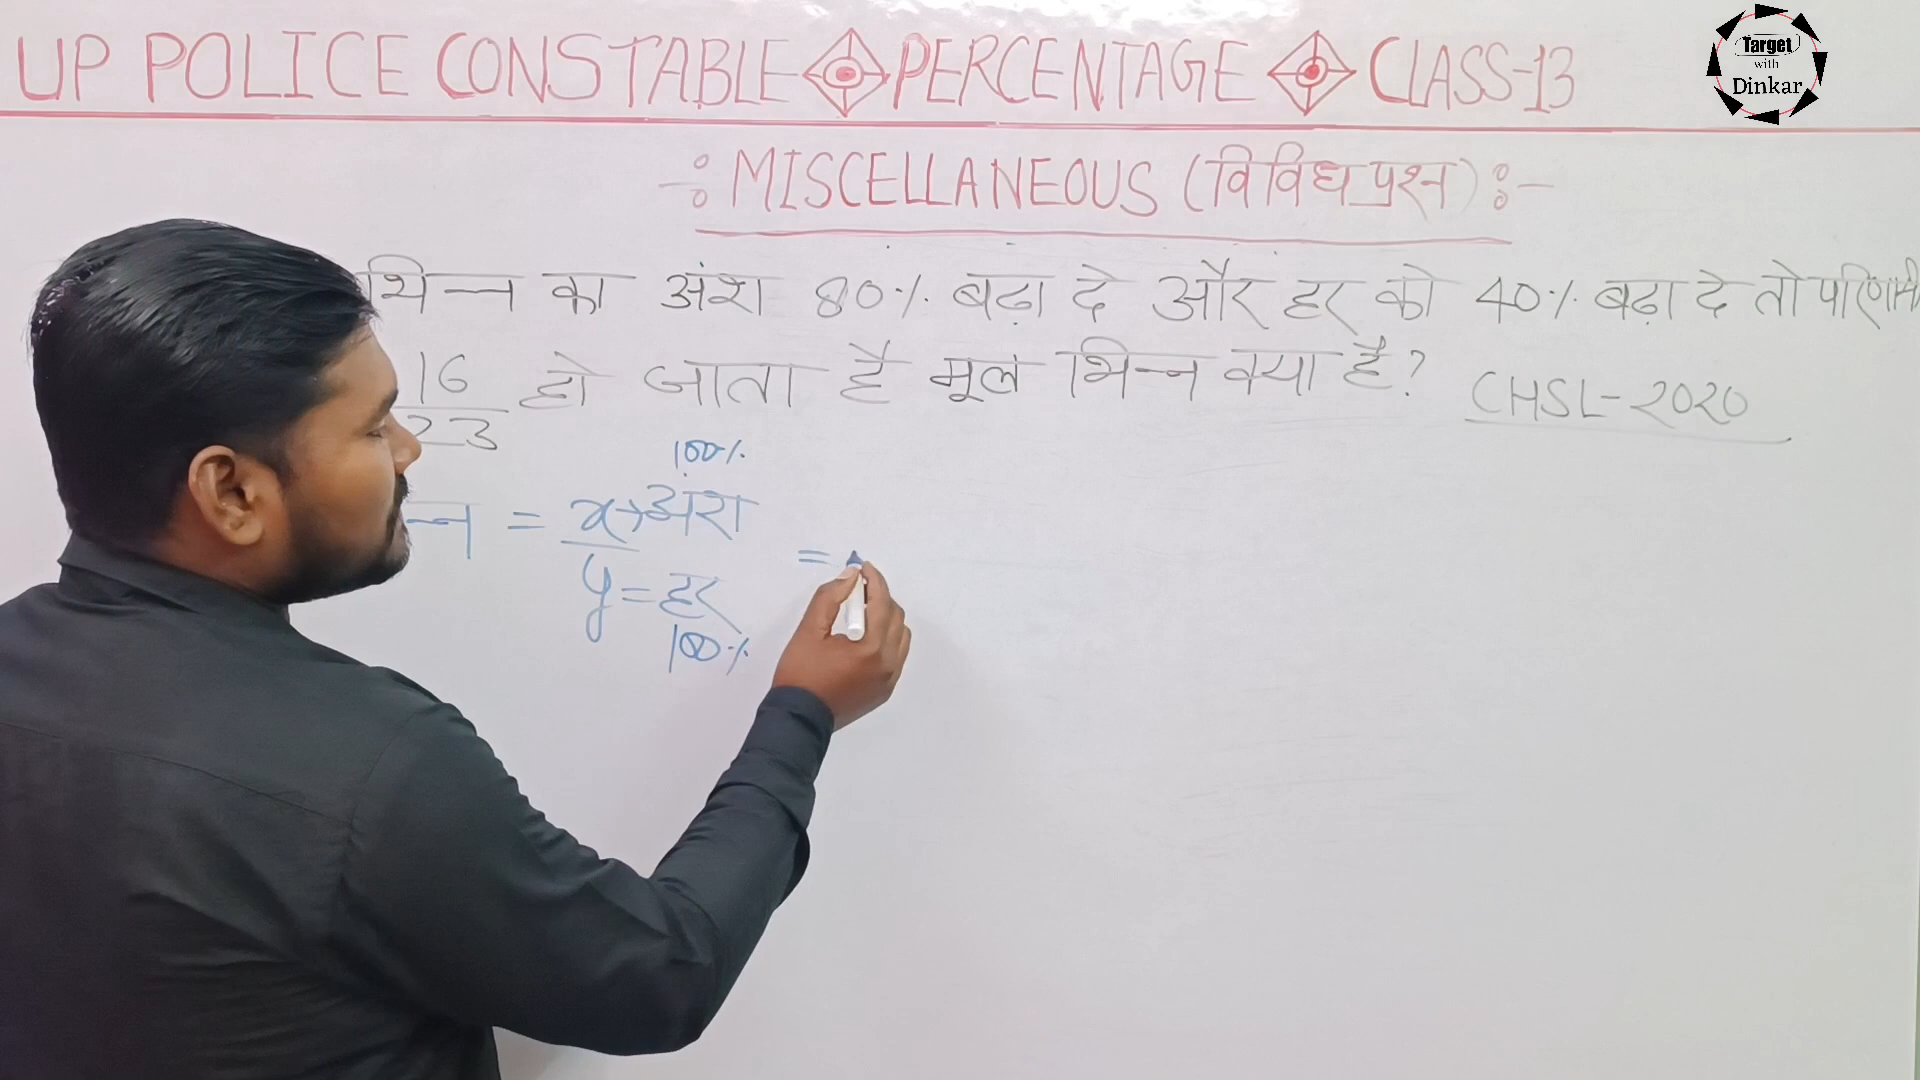 UP POLICE CONSTABLE PERCENTAGE CLASS-13
Target
with
Dinkar
-: MISCELLANEOUS (विविध प्रश्न) :-
भिन्न का अंश 80% बढ़ा दे और हर को 40% बढ़ा दे तो परिणामी
16/23 हो जाता है मूल भिन्न क्या है? CHSL-2020
100%
न्न = x→अंश
=
y = हर
100%